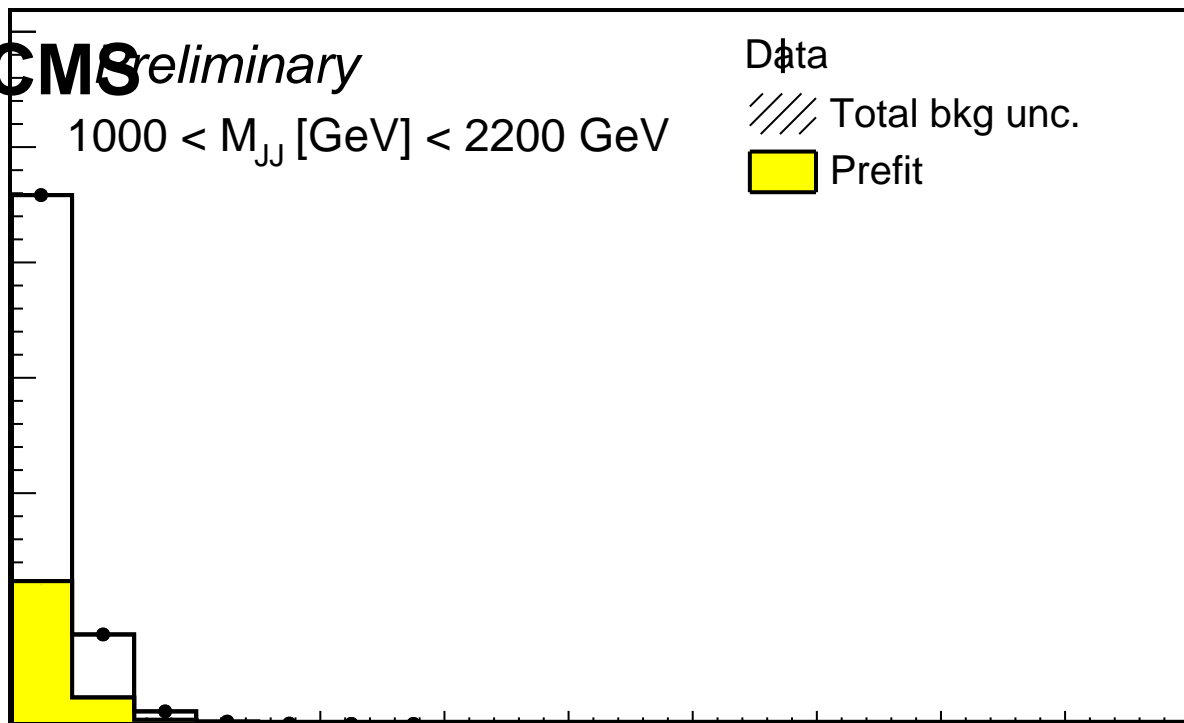 CMS Preliminary
1000 < M_JJ [GeV] < 2200 GeV
Data
Total bkg unc.
Prefit